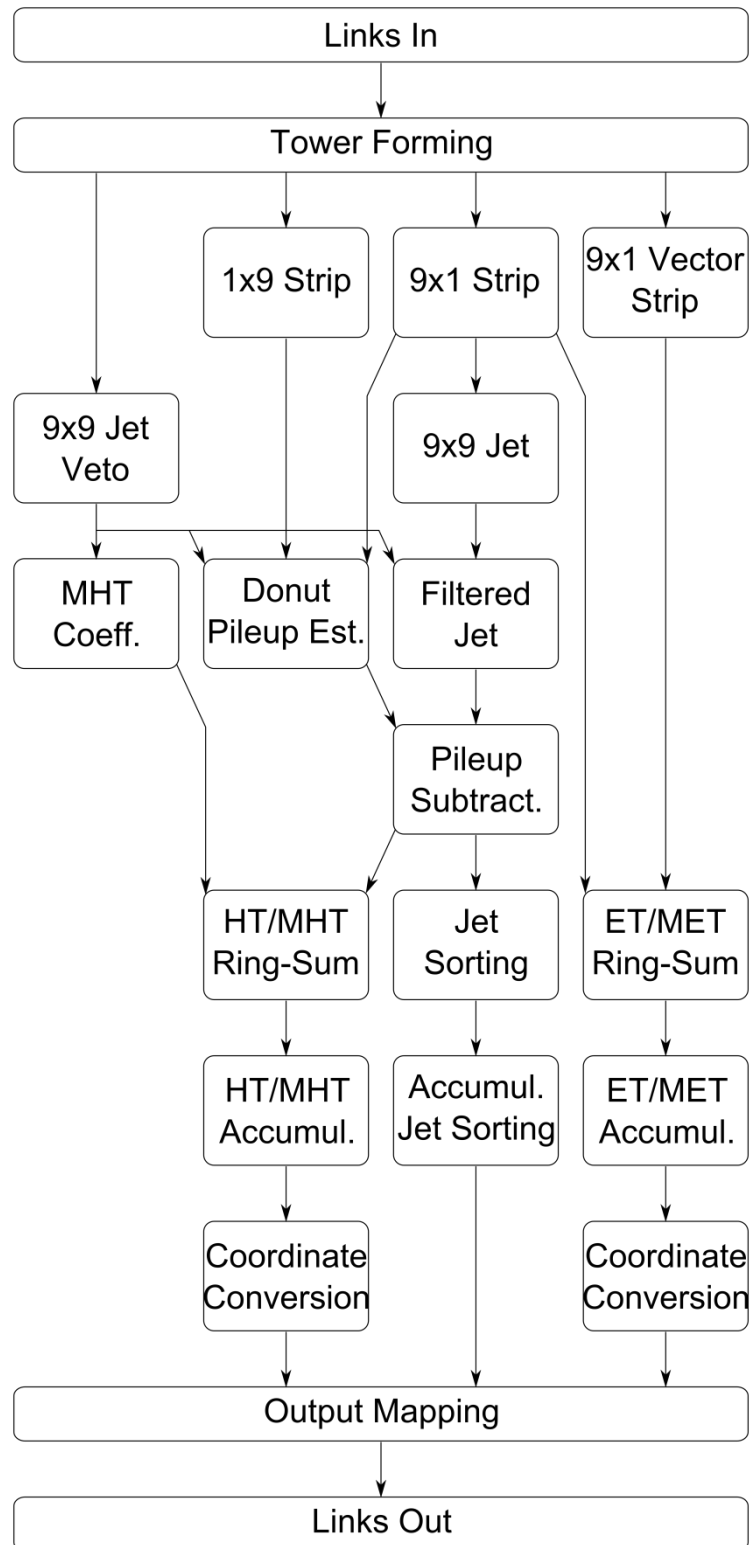 Links In
Tower Forming
1x9 Strip
9x1 Strip
9x1 Vector
Strip
9x9 Jet
Veto
9x9 Jet
MHT
Coeff.
Donut
Pileup Est.
Filtered
Jet
Pileup
Subtract.
HT/MHT
Ring-Sum
Jet
Sorting
ET/MET
Ring-Sum
HT/MHT
Accumul.
Accumul.
Jet Sorting
ET/MET
Accumul.
Coordinate
Conversion
Coordinate
Conversion
Output Mapping
Links Out